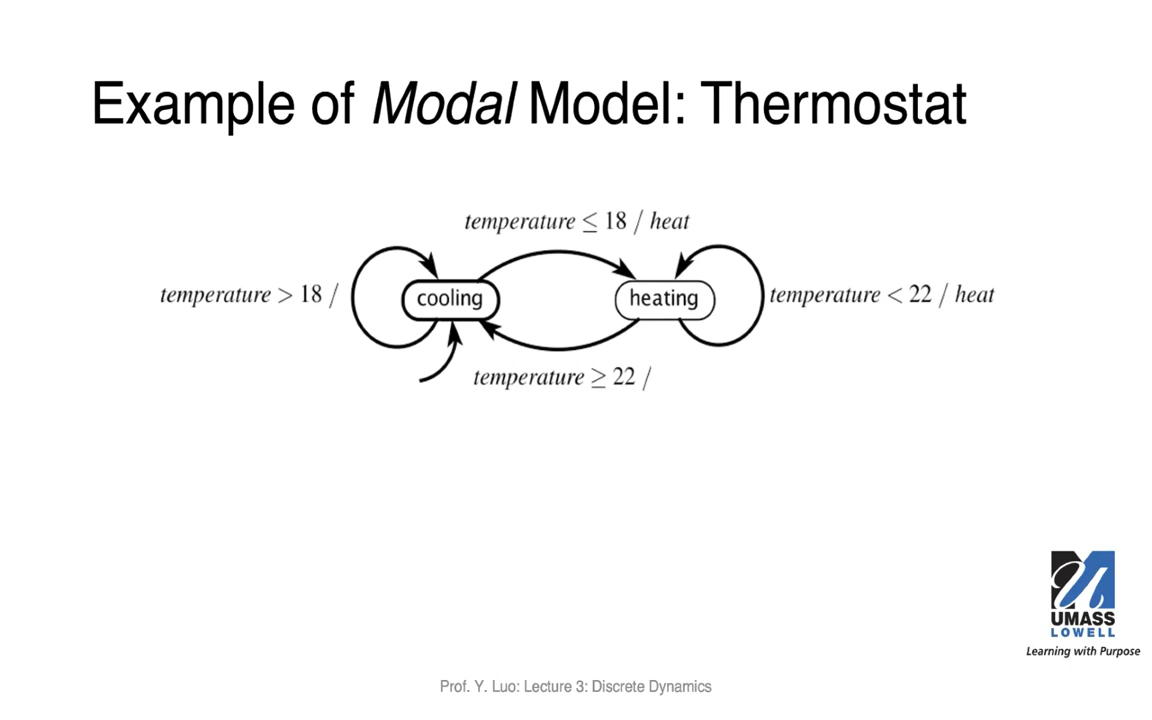 Example of Modal Model: Thermostat
temperature ≤ 18 / heat
temperature > 18 /
cooling
heating
temperature < 22 / heat
temperature ≥ 22 /
UMASS
LOWELL
Learning with Purpose
Prof. Y. Luo: Lecture 3: Discrete Dynamics